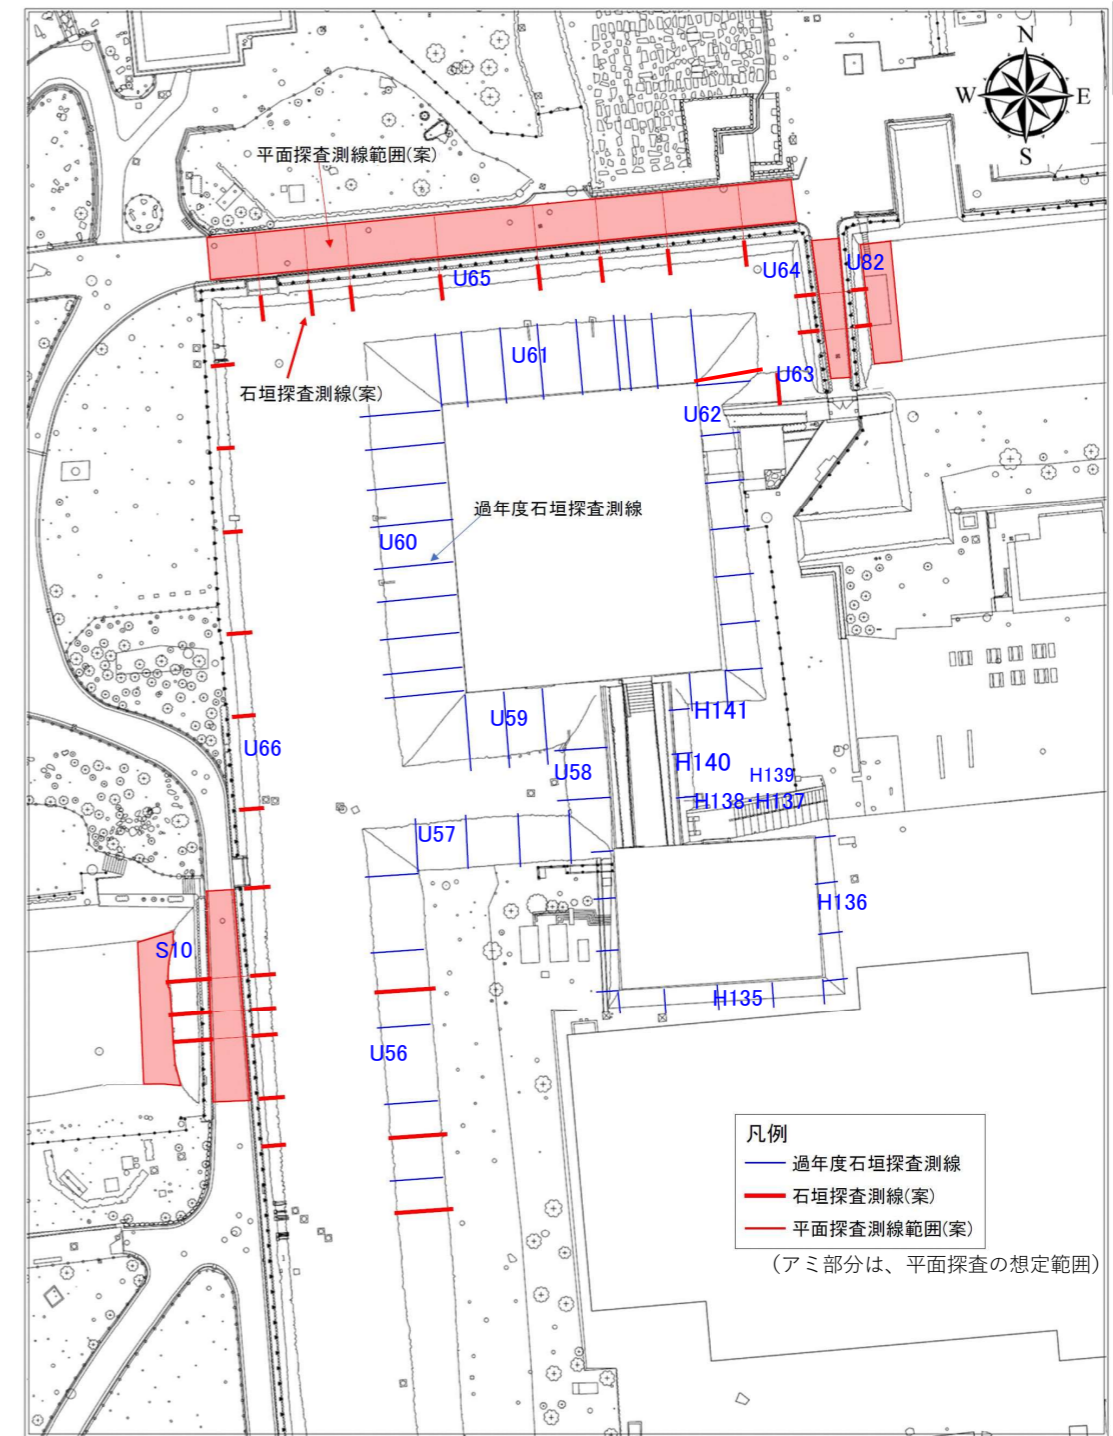 N
W
E
S
平面探査測線範囲(案)
U65
U64
U82
U61
石垣探査測線(案)
U63
U62
過年度石垣探査測線
U60
U59
H141
U66
U58
H140
H139
H138・H137
U57
H136
S10
H135
U56
凡例
過年度石垣探査測線
石垣探査測線(案)
平面探査測線範囲(案)
(アミ部分は、平面探査の想定範囲)